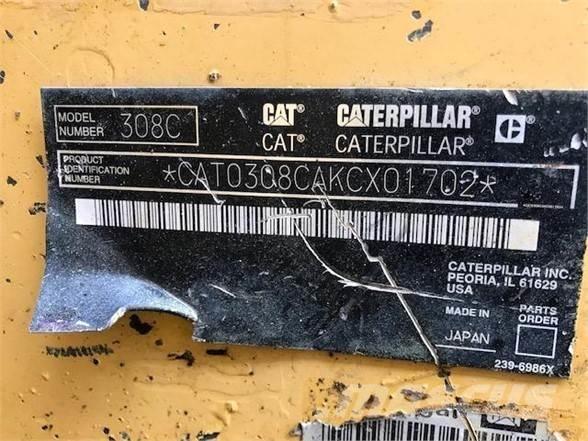 MODEL NUMBER 308C
CAT® CATERPILLAR®
CAT® CATERPILLAR®
PRODUCT IDENTIFICATION NUMBER *CAT0308CAKCX01702*
CATERPILLAR INC.
PEORIA, IL 61629
USA
MADE IN PARTS ORDER
JAPAN
239-6986X
MASCUS